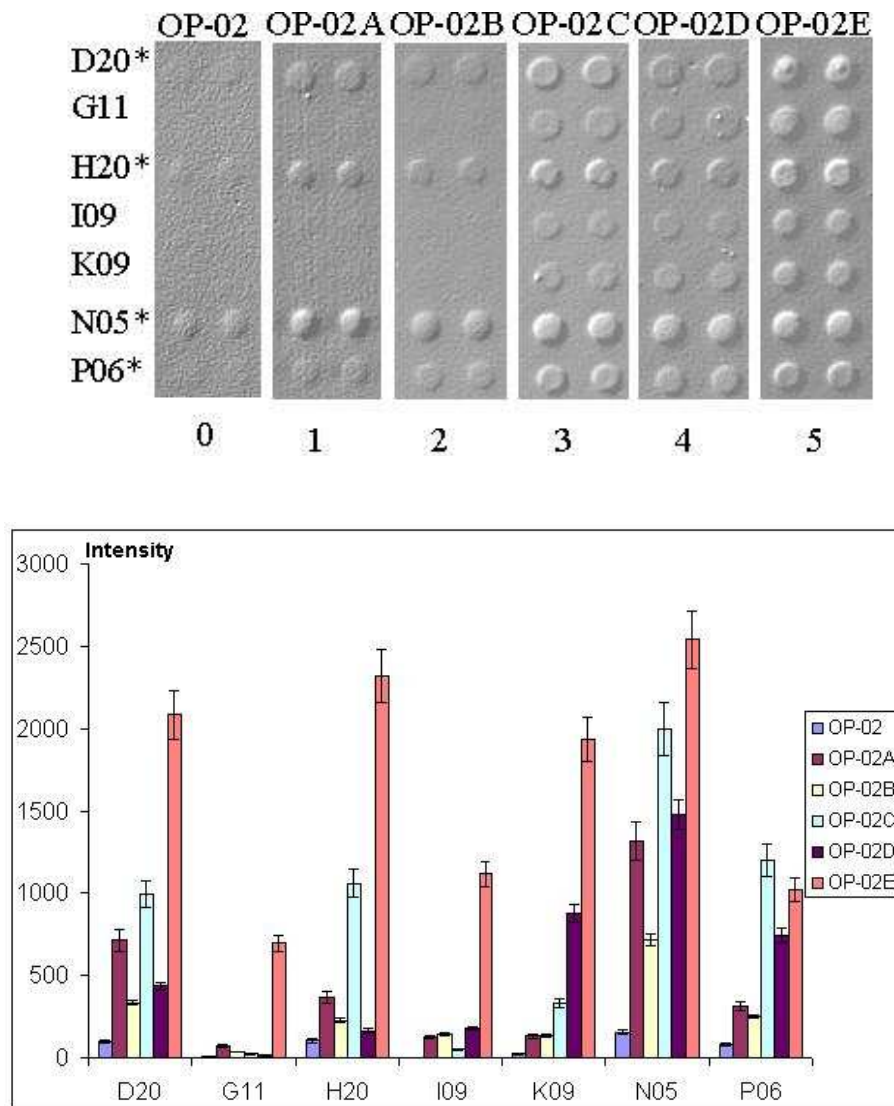 OP-02 OP-02A OP-02B OP-02C OP-02D OP-02E
D20*
G11
H20*
I09
K09
N05*
P06*
0 1 2 3 4 5
Intensity
3000
2500
2000
1500
1000
500
0
D20 G11 H20 I09 K09 N05 P06
OP-02
OP-02A
OP-02B
OP-02C
OP-02D
OP-02E